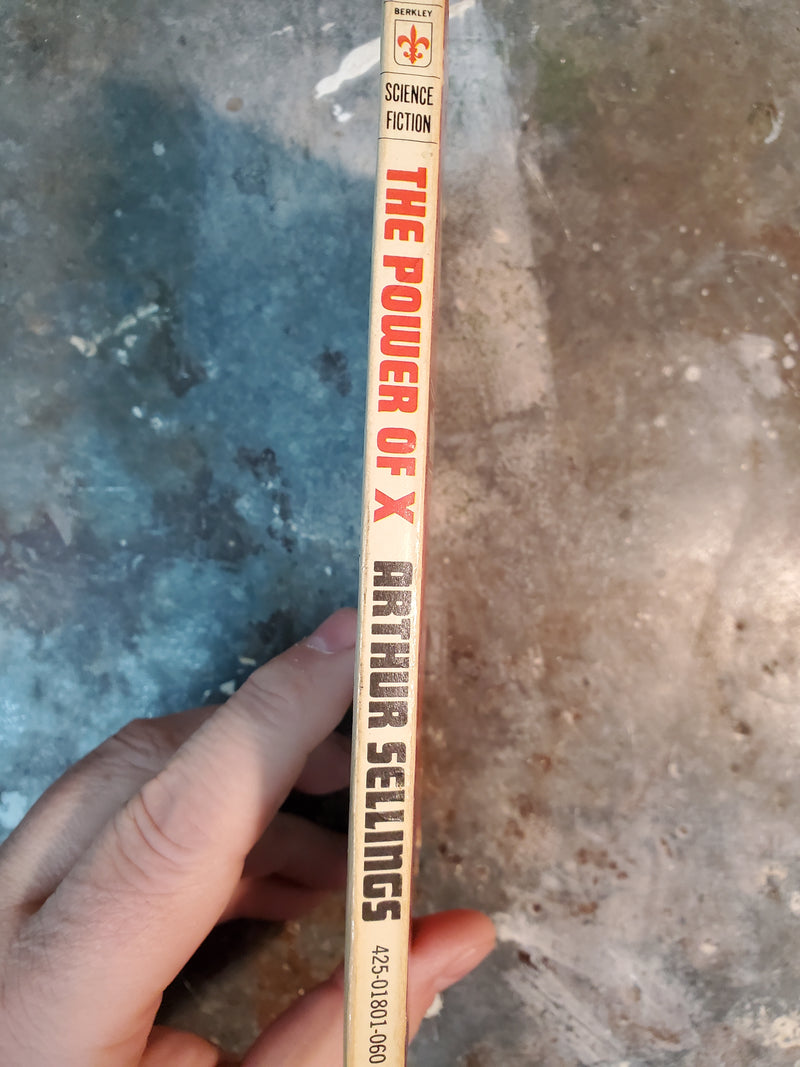 BERKLEY
SCIENCE
FICTION
THE POWER OF X
ARTHUR SELLINGS
425-01801-060